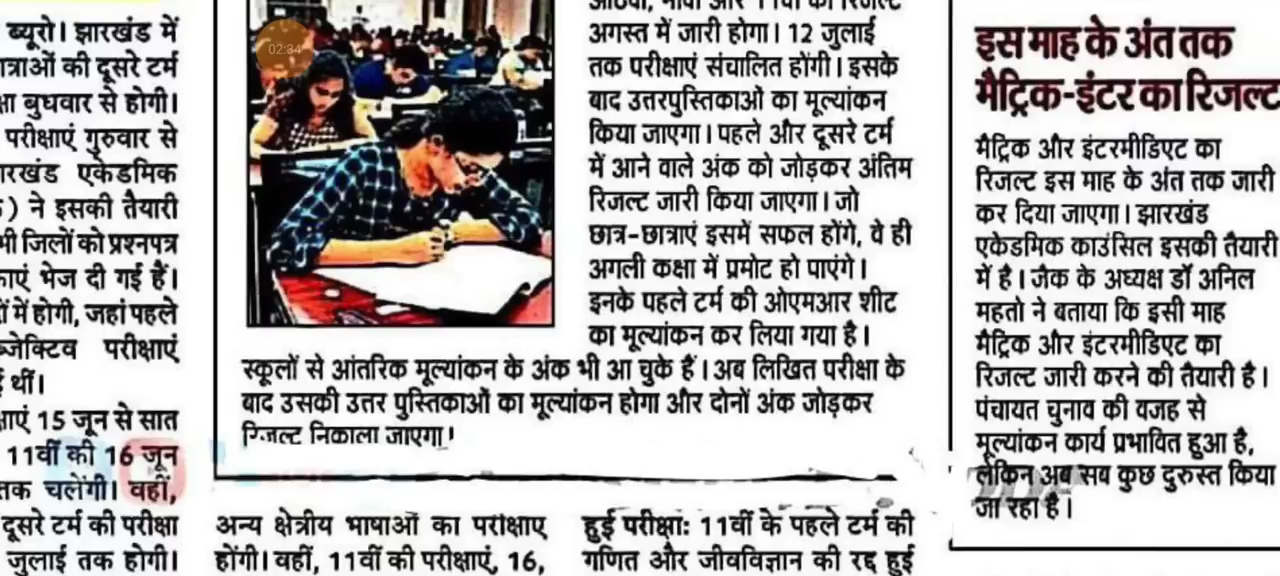 02:34
ब्यूरो। झारखंड में
की दूसरे टर्म
बुधवार से होगी।
परीक्षाएं गुरुवार से
एकेडमिक
) ने इसकी तैयारी
जिलों को प्रश्नपत्र
भेज दी गई हैं।
में होगी, जहां पहले
परीक्षाएं
थीं।
15 जून से सात
11वीं की 16 जून
तक चलेंगी। वहीं,
दूसरे टर्म की परीक्षा
जुलाई तक होगी।
अगस्त में जारी होगा। 12 जुलाई
तक परीक्षाएं संचालित होंगी। इसके
बाद उत्तरपुस्तिकाओं का मूल्यांकन
किया जाएगा। पहले और दूसरे टर्म
में आने वाले अंक को जोड़कर अंतिम
रिजल्ट जारी किया जाएगा। जो
छात्र-छात्राएं इसमें सफल होंगे, वे ही
अगली कक्षा में प्रमोट हो पाएंगे।
इनके पहले टर्म की ओएमआर शीट
का मूल्यांकन कर लिया गया है।
स्कूलों से आंतरिक मूल्यांकन के अंक भी आ चुके हैं। अब लिखित परीक्षा के
बाद उसकी उतर पुस्तिकाओं का मूल्यांकन होगा और दोनों अंक जोड़कर
रिजल्ट निकाला जाएगा।
अन्य क्षेत्रीय भाषाओं का परीक्षाएं
होंगी। वहीं, 11वीं की परीक्षाएं, 16,
हुई परीक्षा: 11वीं के पहले टर्म की
गणित और जीवविज्ञान की रद्द हुई
इस माह के अंत तक
मैट्रिक-इंटर का रिजल्ट
मैट्रिक और इंटरमीडिएट का
रिजल्ट इस माह के अंत तक जारी
कर दिया जाएगा। झारखंड
एकेडमिक काउंसिल इसकी तैयारी
में है। जैक के अध्यक्ष डॉ अनिल
महतो ने बताया कि इसी माह
मैट्रिक और इंटरमीडिएट का
रिजल्ट जारी करने की तैयारी है।
पंचायत चुनाव की वजह से
मूल्यांकन कार्य प्रभावित हुआ है,
लेकिन अब सब कुछ दुरुस्त किया
जा रहा है।